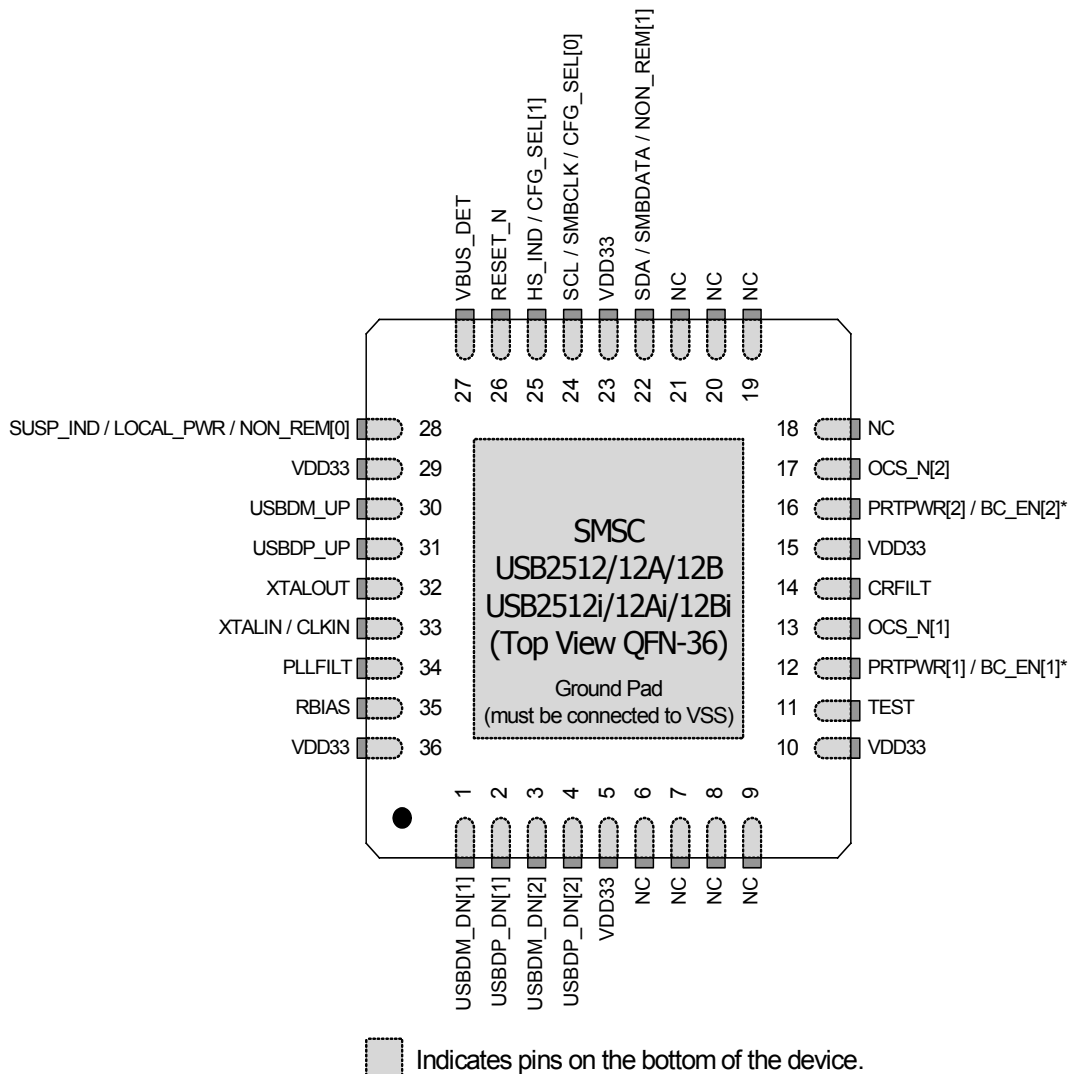 VBUS_DET
RESET_N
HS_IND / CFG_SEL[1]
SCL / SMBCLK / CFG_SEL[0]
VDD33
SDA / SMBDATA / NON_REM[1]
NC
NC
NC
27
26
25
24
23
22
21
20
19
SUSP_IND / LOCAL_PWR / NON_REM[0] 28
VDD33 29
USBDM_UP 30
USBDP_UP 31
XTALOUT 32
XTALIN / CLKIN 33
PLLFILT 34
RBIAS 35
VDD33 36
SMSC
USB2512/12A/12B
USB2512i/12Ai/12Bi
(Top View QFN-36)
Ground Pad
(must be connected to VSS)
18 NC
17 OCS_N[2]
16 PRTPWR[2] / BC_EN[2]*
15 VDD33
14 CRFILT
13 OCS_N[1]
12 PRTPWR[1] / BC_EN[1]*
11 TEST
10 VDD33
1
2
3
4
5
6
7
8
9
USBDM_DN[1]
USBDP_DN[1]
USBDM_DN[2]
USBDP_DN[2]
VDD33
NC
NC
NC
NC
Indicates pins on the bottom of the device.